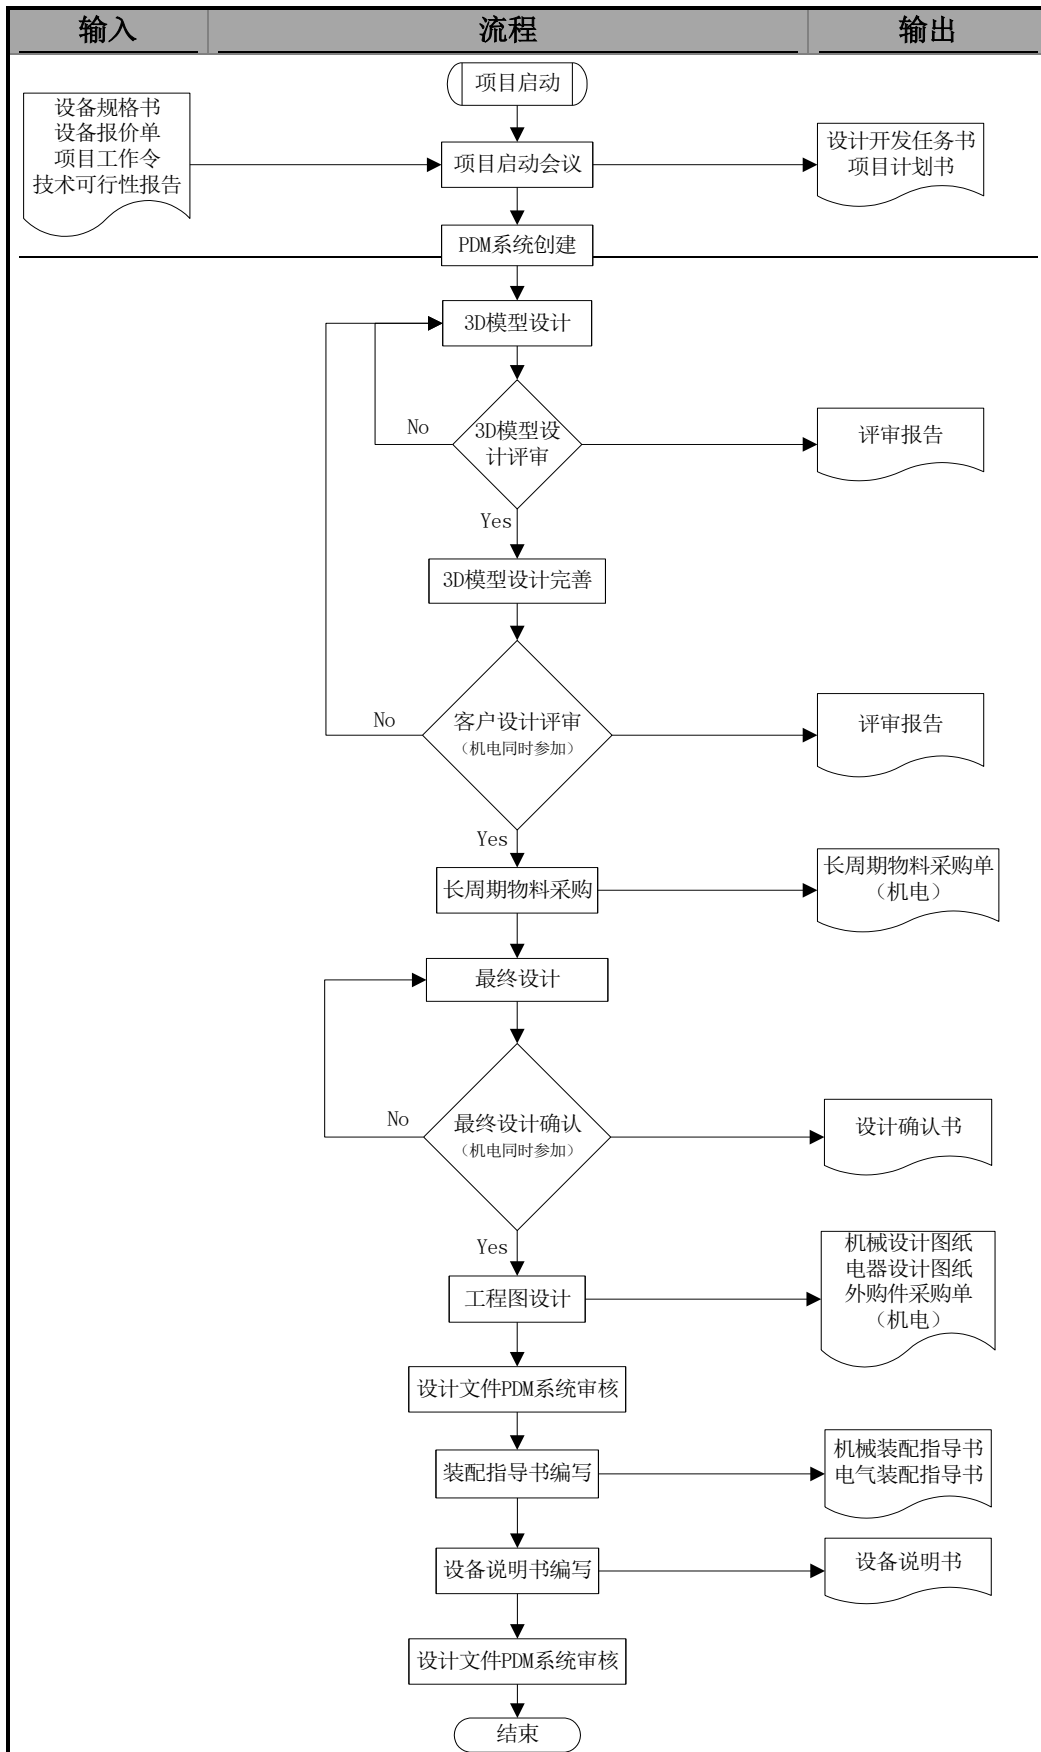 输入
流程
输出
项目启动
设备规格书
设备报价单
项目工作令
技术可行性报告
项目启动会议
设计开发任务书
项目计划书
PDM系统创建
3D模型设计
No
3D模型设
计评审
评审报告
Yes
3D模型设计完善
No
客户设计评审
（机电同时参加）
评审报告
Yes
长周期物料采购
长周期物料采购单
（机电）
最终设计
No
最终设计确认
（机电同时参加）
设计确认书
Yes
工程图设计
机械设计图纸
电器设计图纸
外购件采购单
（机电）
设计文件PDM系统审核
装配指导书编写
机械装配指导书
电气装配指导书
设备说明书编写
设备说明书
设计文件PDM系统审核
结束